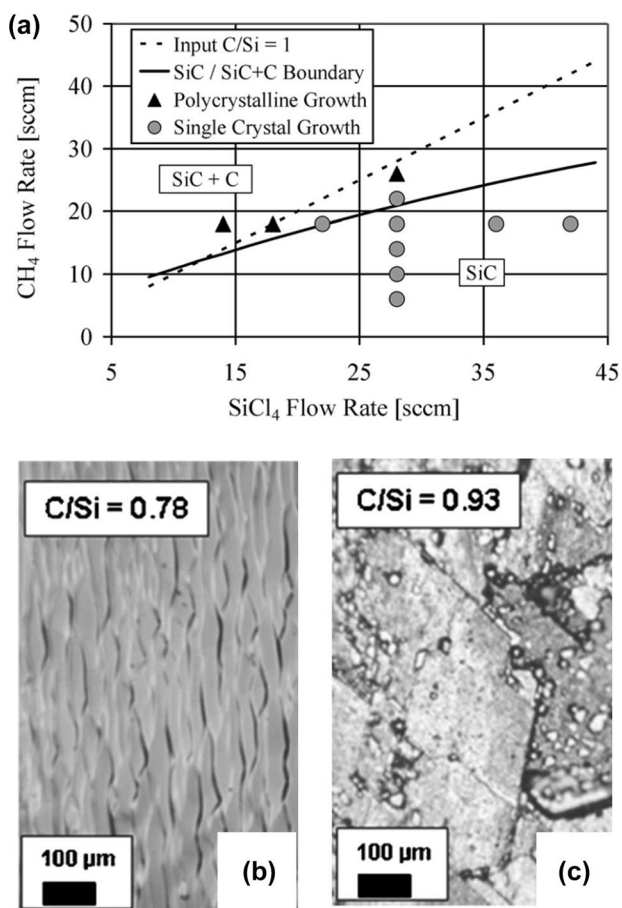 (a)
50
40
30
20
10
0
CH₄ Flow Rate [sccm]
Input C/Si = 1
SiC / SiC+C Boundary
Polycrystalline Growth
Single Crystal Growth
SiC + C
SiC
5 15 25 35 45
SiCl₄ Flow Rate [sccm]
C/Si = 0.78
100 µm
(b)
C/Si = 0.93
100 µm
(c)